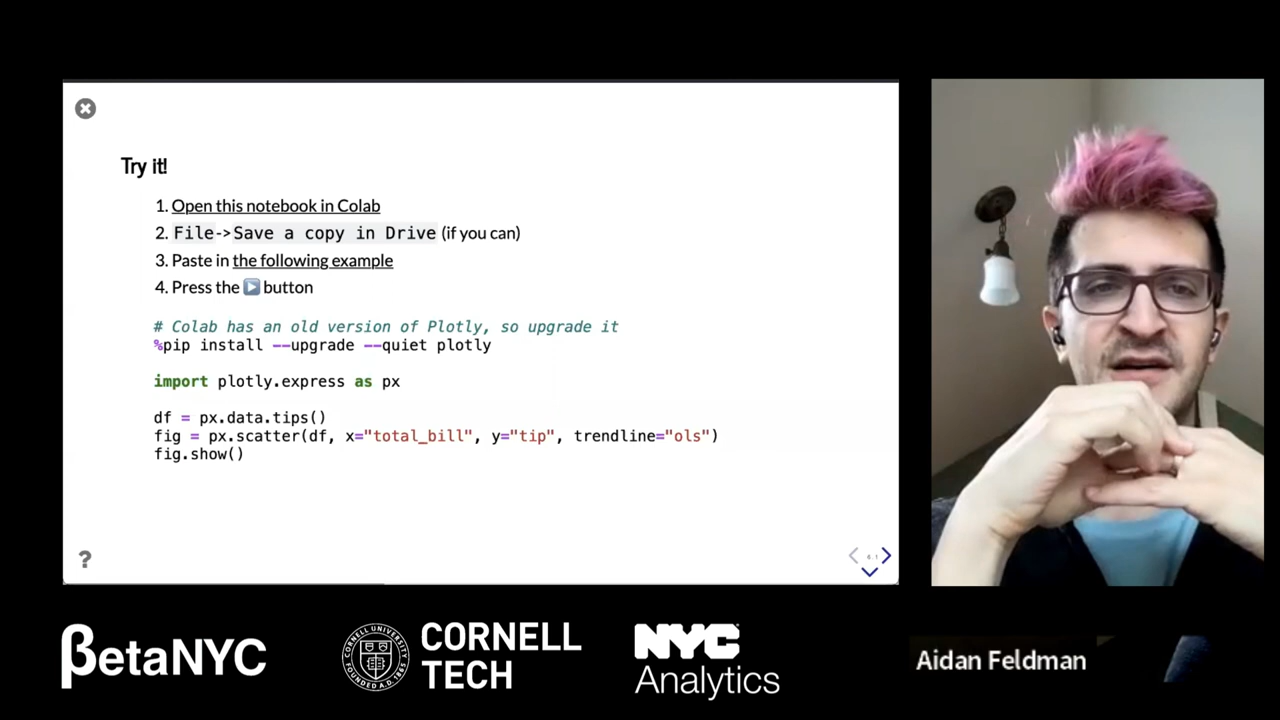 Try it!
1. Open this notebook in Colab
2. File->Save a copy in Drive (if you can)
3. Paste in the following example
4. Press the ▶ button
# Colab has an old version of Plotly, so upgrade it
%pip install --upgrade --quiet plotly
import plotly.express as px
df = px.data.tips()
fig = px.scatter(df, x="total_bill", y="tip", trendline="ols")
fig.show()
?
βetaNYC
CORNELL
TECH
NYC
Analytics
Aidan Feldman